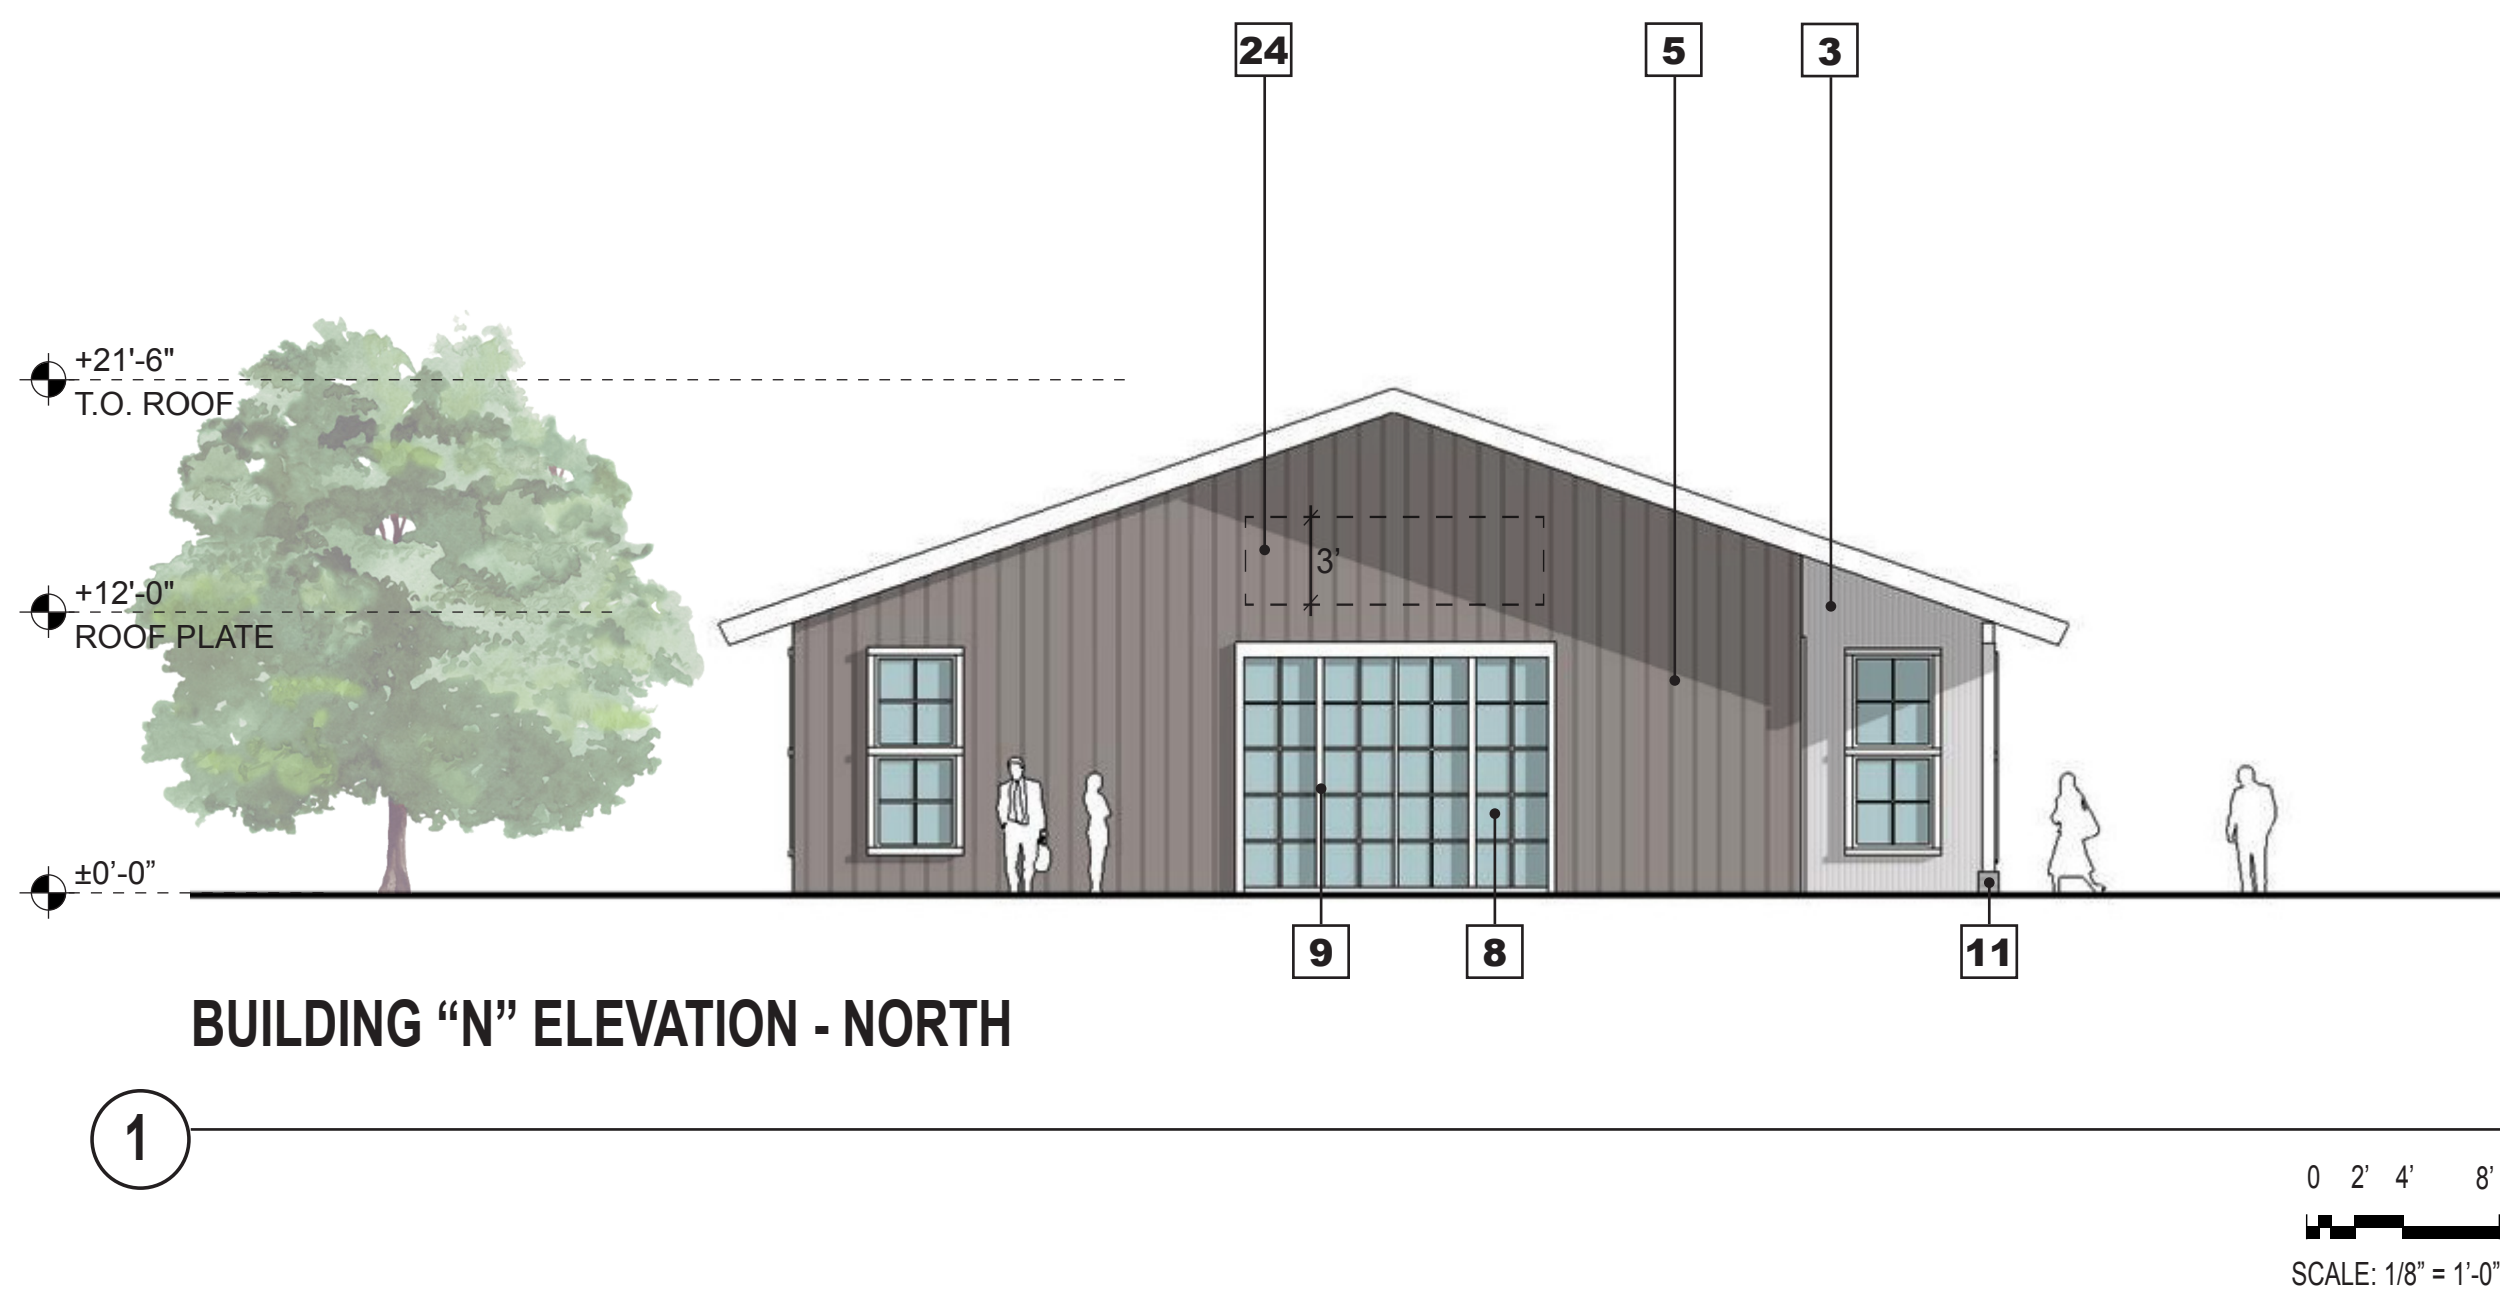 24 5 3
+21'-6"
T.O. ROOF
3’
+12'-0"
ROOF PLATE
±0’-0”
9 8 11
BUILDING “N” ELEVATION - NORTH
1
0 2’ 4’ 8’
SCALE: 1/8” = 1’-0”